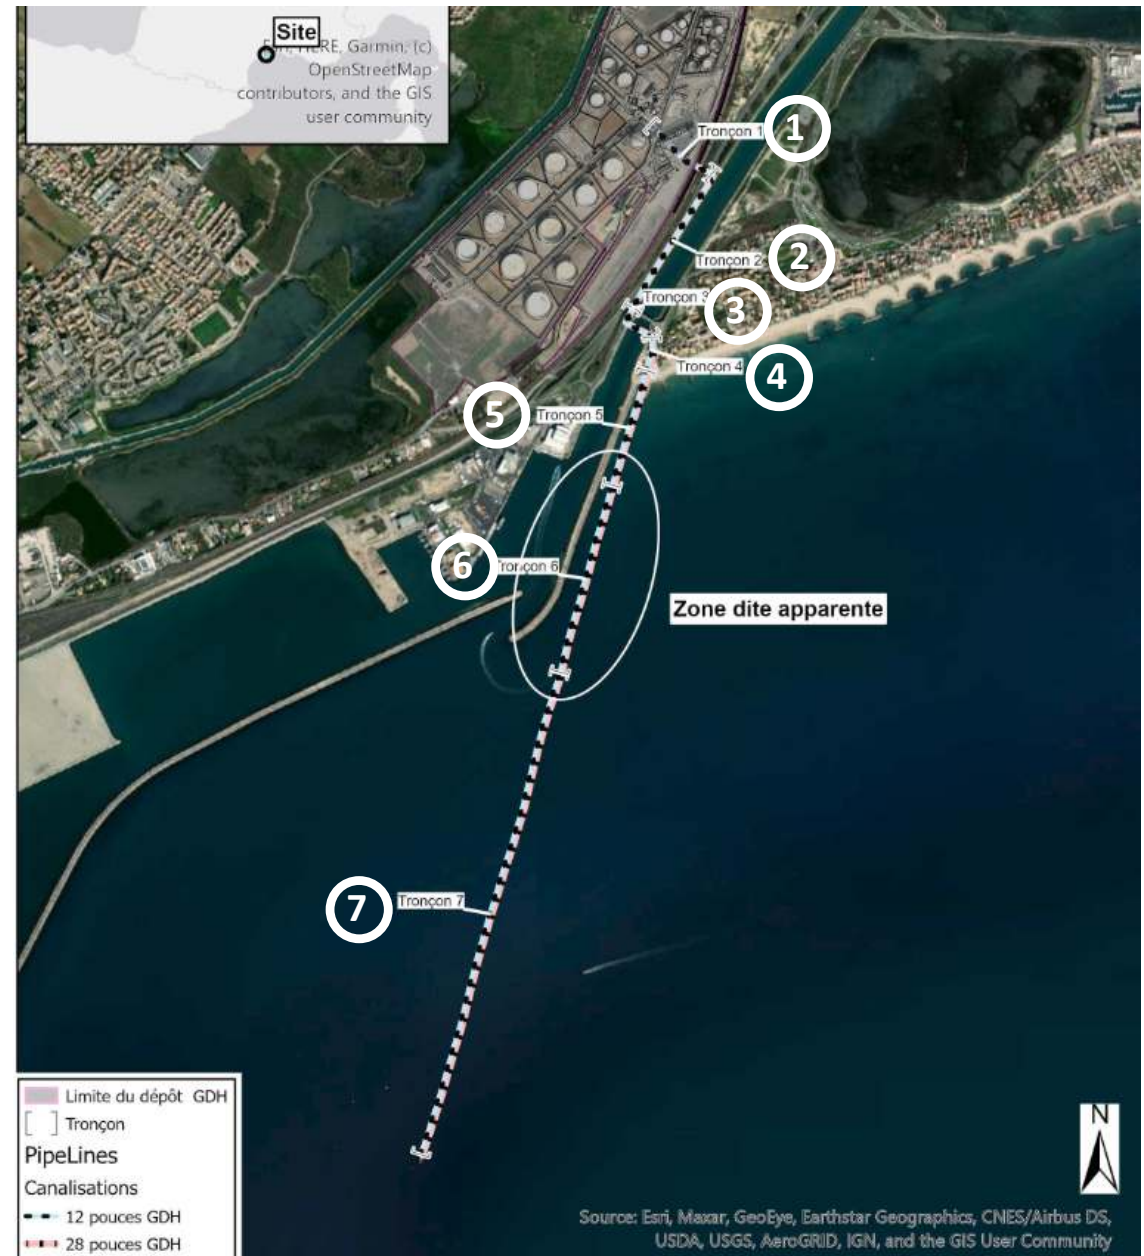 Site
Esri, HERE, Garmin, (c)
OpenStreetMap
contributors, and the GIS
user community
Tronçon 1
1
Tronçon 2
2
Tronçon 3
3
Tronçon 4
4
5
Tronçon 5
6
Tronçon 6
Zone dite apparente
7
Tronçon 7
Limite du dépôt GDH
Tronçon
PipeLines
Canalisations
12 pouces GDH
28 pouces GDH
N
Source: Esri, Maxar, GeoEye, Earthstar Geographics, CNES/Airbus DS,
USDA, USGS, AeroGRID, IGN, and the GIS User Community